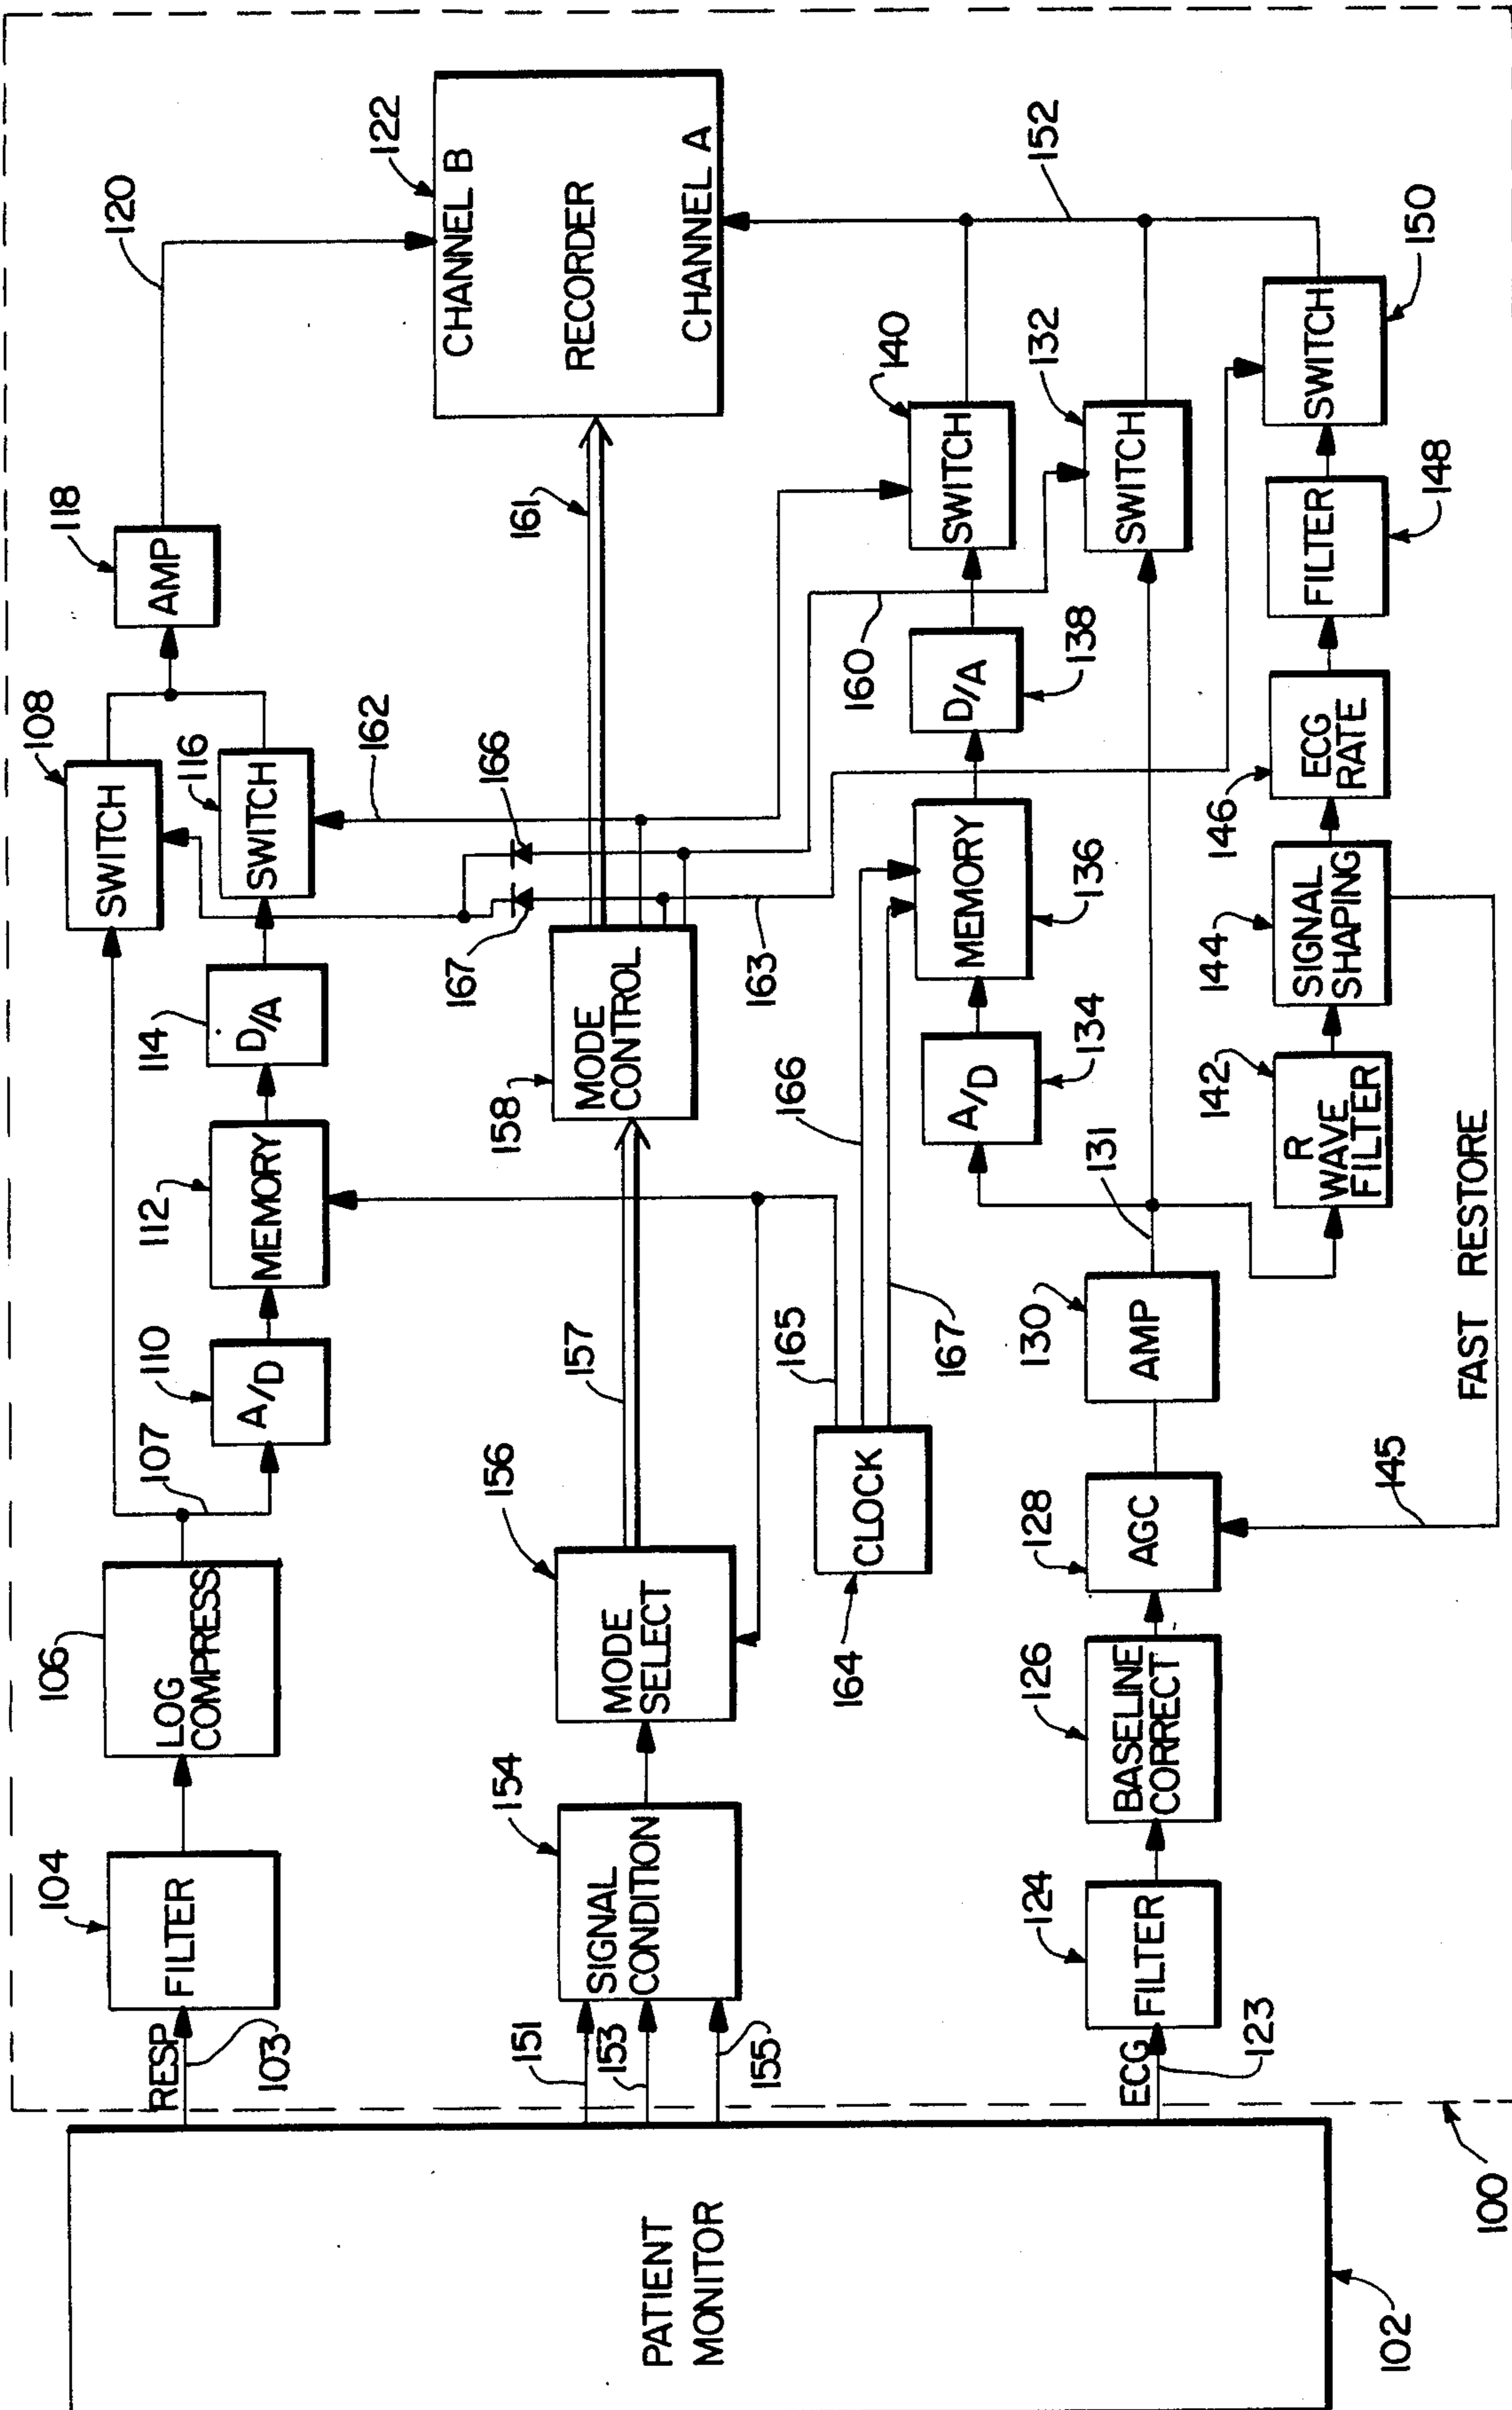 PATIENT
MONITOR
102
100
RESP
103
FILTER
104
LOG
COMPRESS
106
107
A/D
110
MEMORY
112
D/A
114
SWITCH
108
SWITCH
116
AMP
118
120
CHANNEL B
RECORDER
CHANNEL A
122
151
153
155
SIGNAL
CONDITION
154
MODE
SELECT
156
157
MODE
CONTROL
158
161
162
166
167
163
160
CLOCK
164
165
166
167
ECG
123
FILTER
124
BASELINE
CORRECT
126
AGC
128
AMP
130
131
A/D
134
MEMORY
136
D/A
138
SWITCH
140
SWITCH
132
152
R
WAVE
FILTER
142
SIGNAL
SHAPING
144
ECG
RATE
146
FILTER
148
SWITCH
150
145
FAST RESTORE